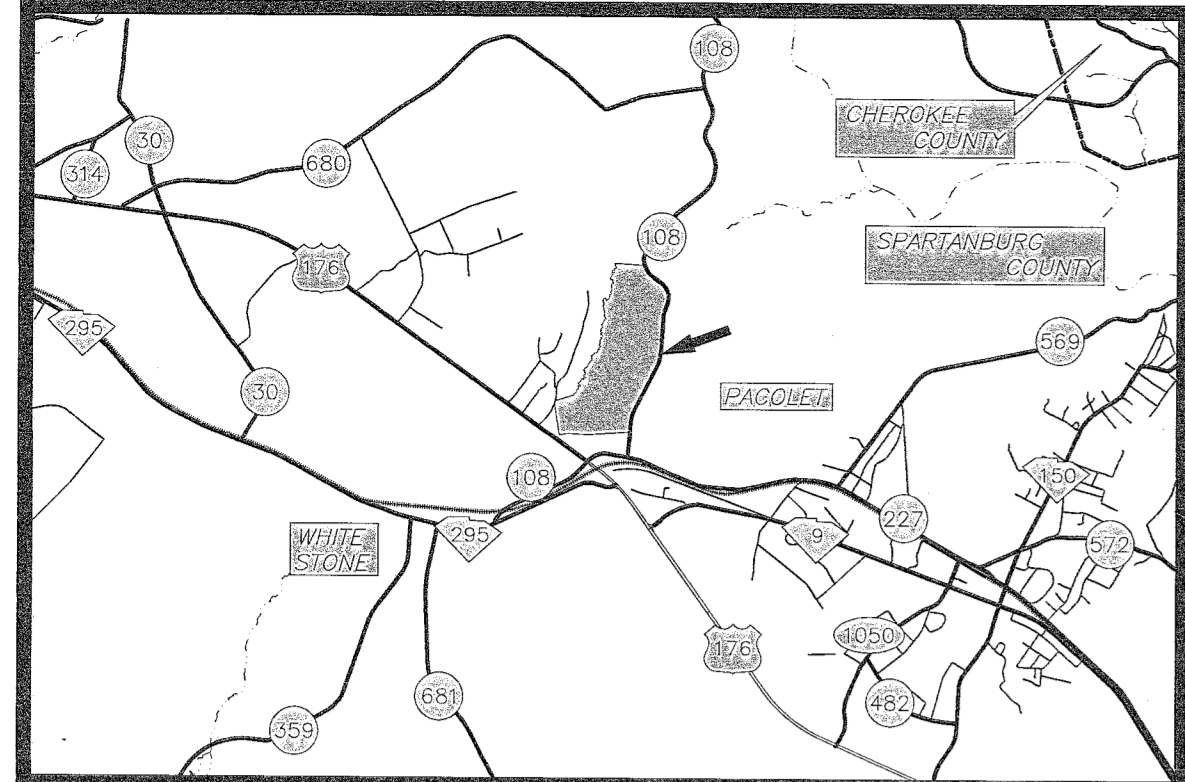 108
CHEROKEE
COUNTY
30
680
314
108
SPARTANBURG
COUNTY
176
295
569
30
PACOLET
108
150
295
9
227
WHITE
STONE
572
1050
176
681
482
359